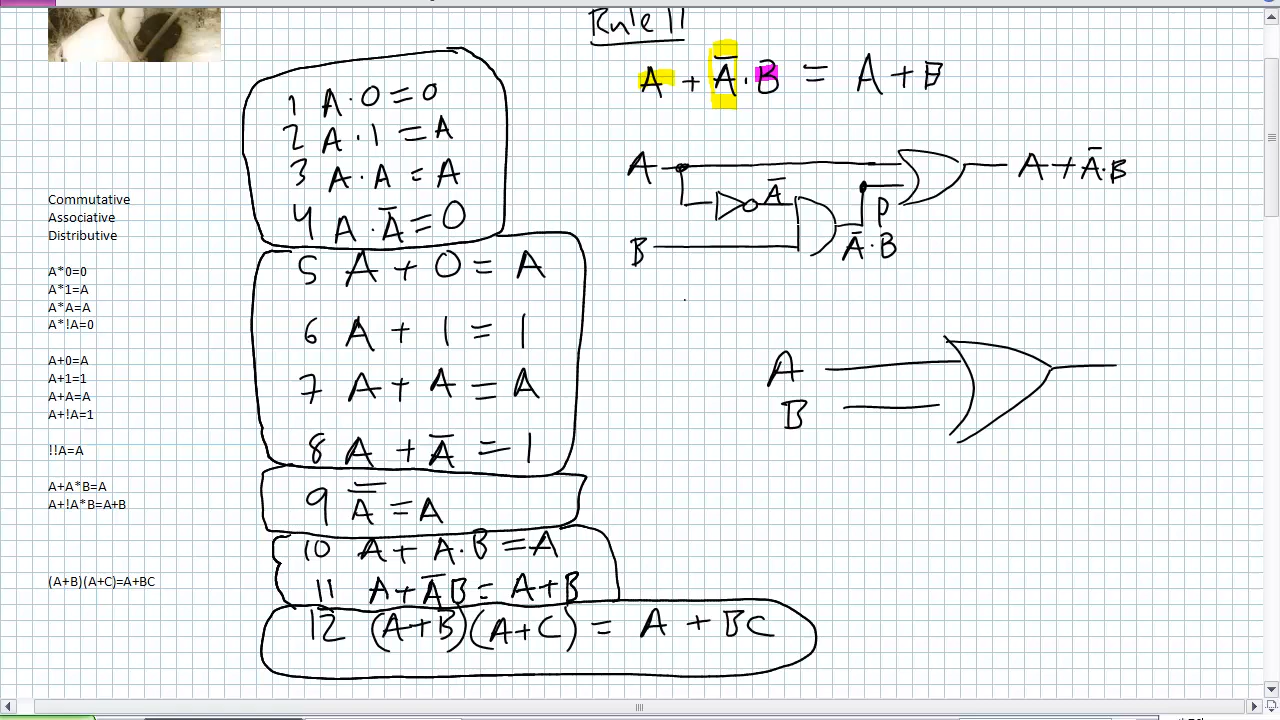 Rule 11
A + A̅ · B = A + B
1 A · 0 = 0
2 A · 1 = A
3 A · A = A
4 A · A̅ = 0
5 A + 0 = A
6 A + 1 = 1
7 A + A = A
8 A + A̅ = 1
9 A̿ = A
10 A + A · B = A
11 A + A̅B = A + B
12 (A+B)(A+C) = A + BC
Commutative
Associative
Distributive
A*0=0
A*1=A
A*A=A
A*!A=0
A+0=A
A+1=1
A+A=A
A+!A=1
!!A=A
A+A*B=A
A+!A*B=A+B
(A+B)(A+C)=A+BC
A
A̅
B
A̅ · B
A + A̅ · B
A
B